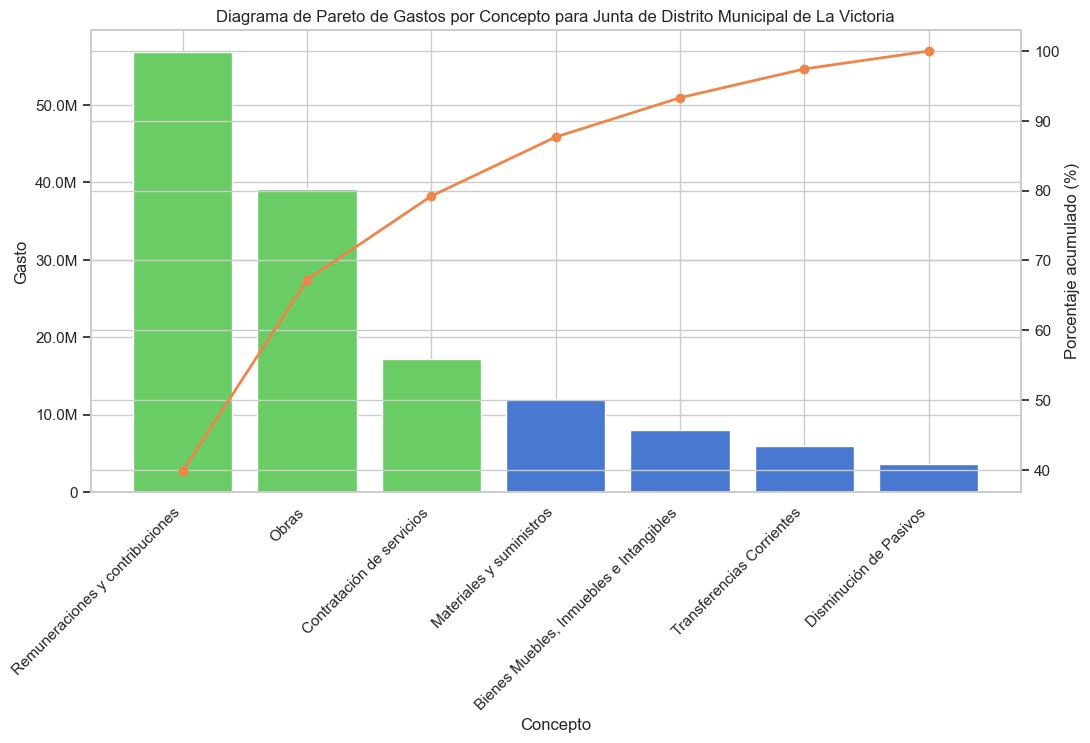 Diagrama de Pareto de Gastos por Concepto para Junta de Distrito Municipal de La Victoria
Gasto
50.0M
40.0M
30.0M
20.0M
10.0M
0
100
90
80
70
60
50
40
Porcentaje acumulado (%)
Remuneraciones y contribuciones
Obras
Contratación de servicios
Materiales y suministros
Bienes Muebles, Inmuebles e Intangibles
Transferencias Corrientes
Disminución de Pasivos
Concepto